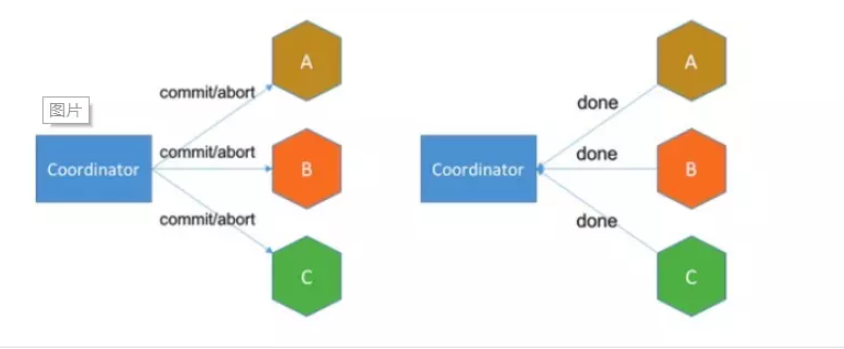 A
commit/abort
图片
Coordinator
commit/abort
B
commit/abort
C
A
done
Coordinator
done
B
done
C